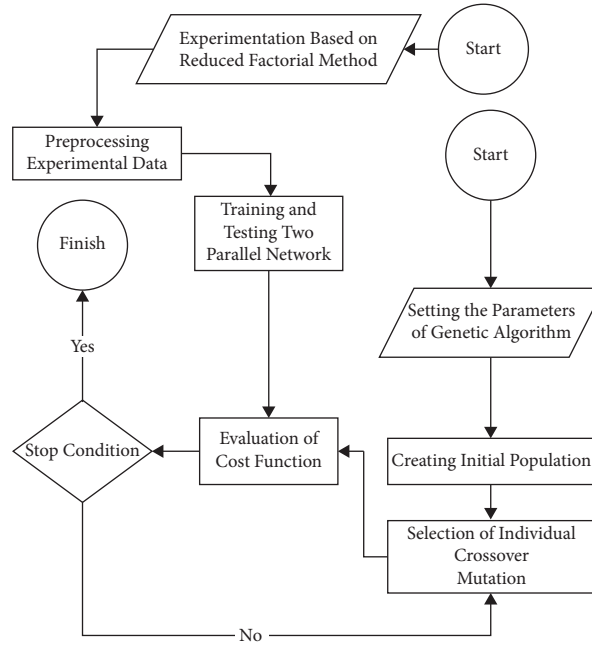 Start
Experimentation Based on
Reduced Factorial Method
Preprocessing
Experimental Data
Training and
Testing Two
Parallel Network
Start
Setting the Parameters
of Genetic Algorithm
Creating Initial Population
Selection of Individual
Crossover
Mutation
Evaluation of
Cost Function
Stop Condition
Yes
Finish
No